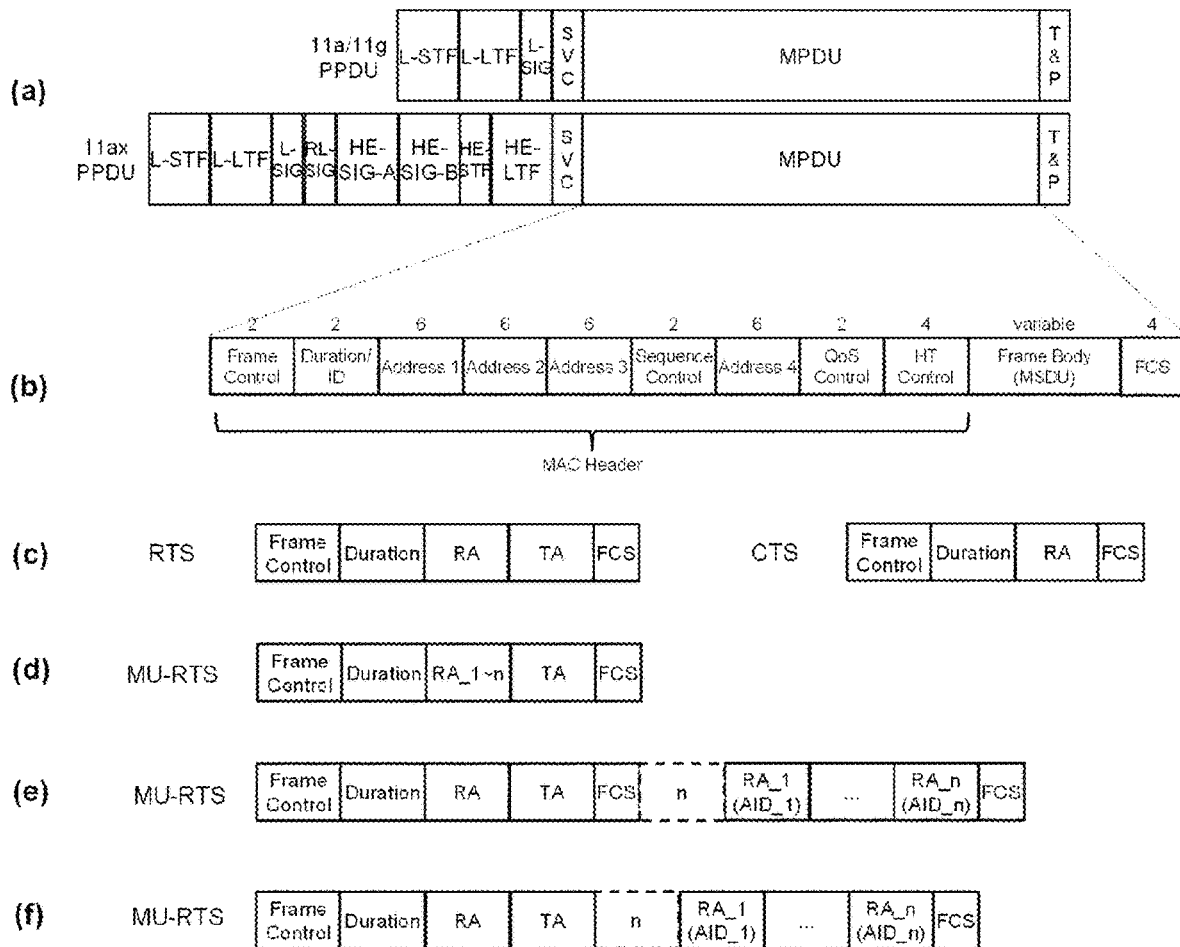 (a)
11a/11g
PPDU
L-STF
L-LTF
L-
SIG
S
V
C
MPDU
T
&
P
11ax
PPDU
L-STF
L-LTF
L-
SIG
RL-
SIG
HE-
SIG-A
HE-
SIG-B
HE-
STF
HE-
LTF
S
V
C
MPDU
T
&
P
(b)
2
2
6
6
6
2
6
2
4
variable
4
Frame
Control
Duration/
ID
Address 1
Address 2
Address 3
Sequence
Control
Address 4
QoS
Control
HT
Control
Frame Body
(MSDU)
FCS
MAC Header
(c)
RTS
Frame
Control
Duration
RA
TA
FCS
CTS
Frame
Control
Duration
RA
FCS
(d)
MU-RTS
Frame
Control
Duration
RA_1~n
TA
FCS
(e)
MU-RTS
Frame
Control
Duration
RA
TA
FCS
n
RA_1
(AID_1)
...
RA_n
(AID_n)
FCS
(f)
MU-RTS
Frame
Control
Duration
RA
TA
n
RA_1
(AID_1)
...
RA_n
(AID_n)
FCS